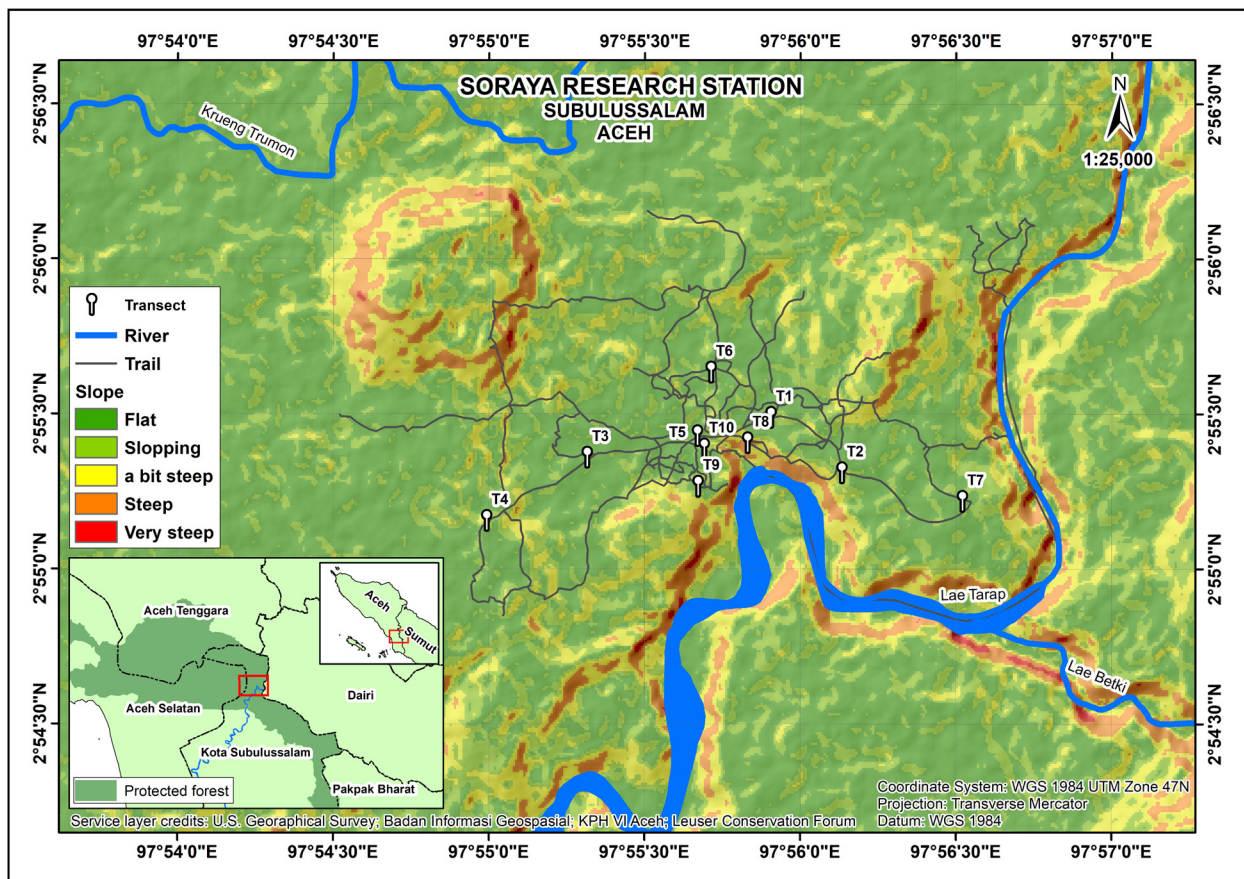 97°54'0"E
97°54'30"E
97°55'0"E
97°55'30"E
97°56'0"E
97°56'30"E
97°57'0"E
SORAYA RESEARCH STATION
SUBULUSSALAM
ACEH
N
1:25,000
2°56'30"N
2°56'30"N
Krueng Trumon
2°56'0"N
2°56'0"N
Transect
River
Trail
Slope
Flat
Slopping
a bit steep
Steep
Very steep
T6
T1
T5
T10
T8
T3
T2
T9
T7
T4
2°55'30"N
2°55'30"N
2°55'0"N
2°55'0"N
Lae Tarap
Lae Betki
2°54'30"N
2°54'30"N
Aceh Tenggara
Aceh
Sumut
Dairi
Aceh Selatan
Kota Subulussalam
Pakpak Bharat
Protected forest
Coordinate System: WGS 1984 UTM Zone 47N
Projection: Transverse Mercator
Datum: WGS 1984
Service layer credits: U.S. Georaphical Survey; Badan Informasi Geospasial; KPH VI Aceh; Leuser Conservation Forum
97°54'0"E
97°54'30"E
97°55'0"E
97°55'30"E
97°56'0"E
97°56'30"E
97°57'0"E